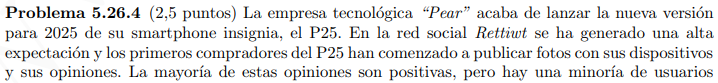 Problema 5.26.4 (2,5 puntos) La empresa tecnológica “Pear” acaba de lanzar la nueva versión
para 2025 de su smartphone insignia, el P25. En la red social Rettiwt se ha generado una alta
expectación y los primeros compradores del P25 han comenzado a publicar fotos con sus dispositivos
y sus opiniones. La mayoría de estas opiniones son positivas, pero hay una minoría de usuarios